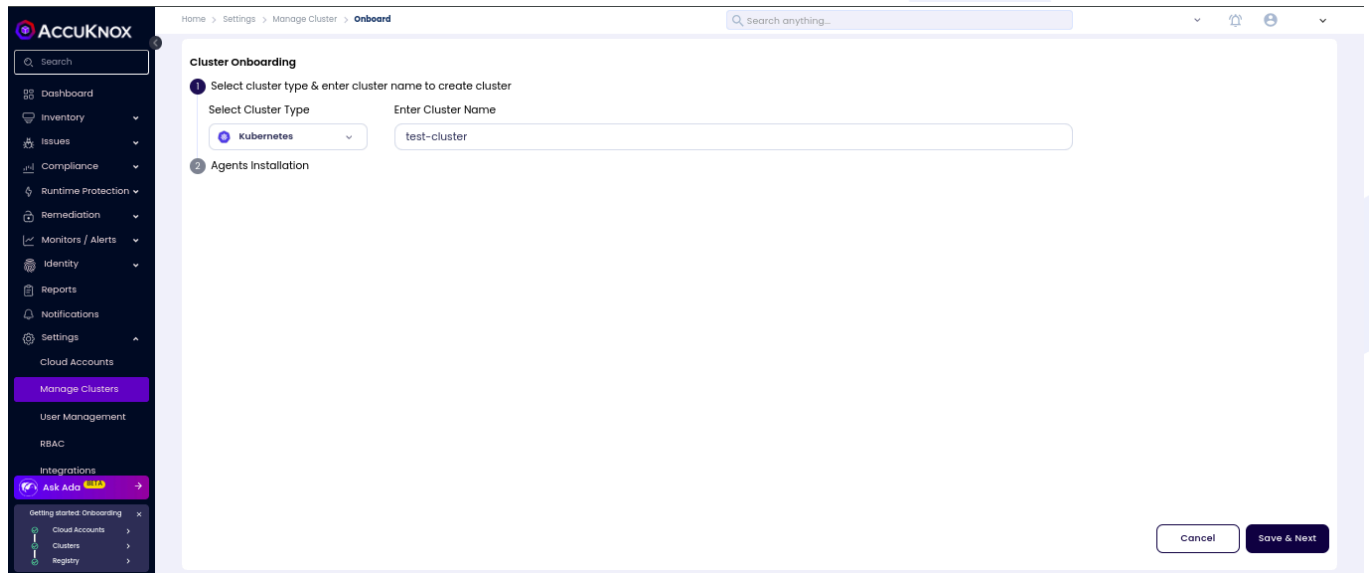 ACCUKNOX
Search
Dashboard
Inventory
Issues
Compliance
Runtime Protection
Remediation
Monitors / Alerts
Identity
Reports
Notifications
Settings
Cloud Accounts
Manage Clusters
User Management
RBAC
Integrations
Ask Ada BETA
Getting started: Onboarding
Cloud Accounts
Clusters
Registry
Home > Settings > Manage Cluster > Onboard
Search anything...
Cluster Onboarding
1 Select cluster type & enter cluster name to create cluster
Select Cluster Type Enter Cluster Name
Kubernetes test-cluster
2 Agents Installation
Cancel Save & Next